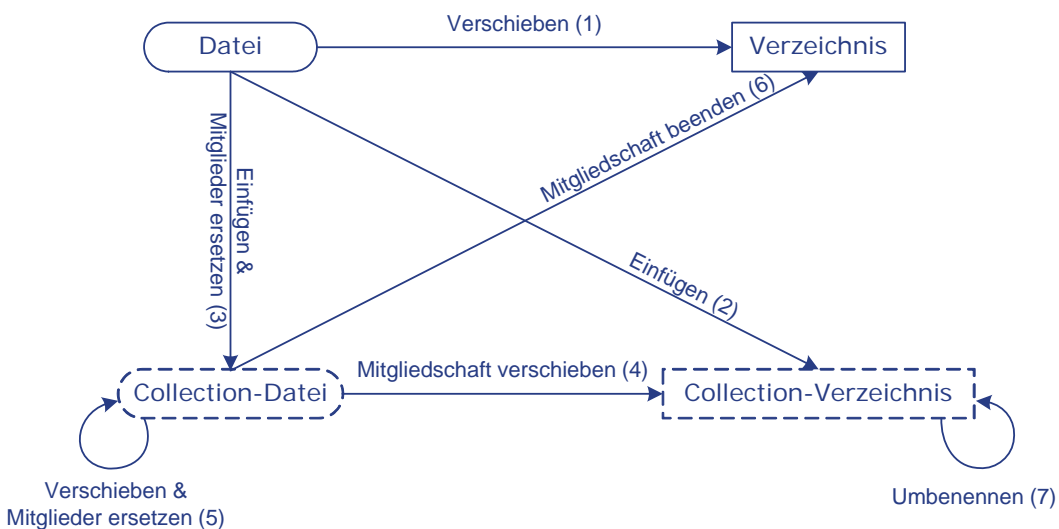 Verschieben (1)
Datei
Verzeichnis
Mitgliedschaft beenden (6)
Einfügen &
Mitglieder ersetzen (3)
Einfügen (2)
Mitgliedschaft verschieben (4)
Collection-Datei
Collection-Verzeichnis
Verschieben &
Mitglieder ersetzen (5)
Umbenennen (7)